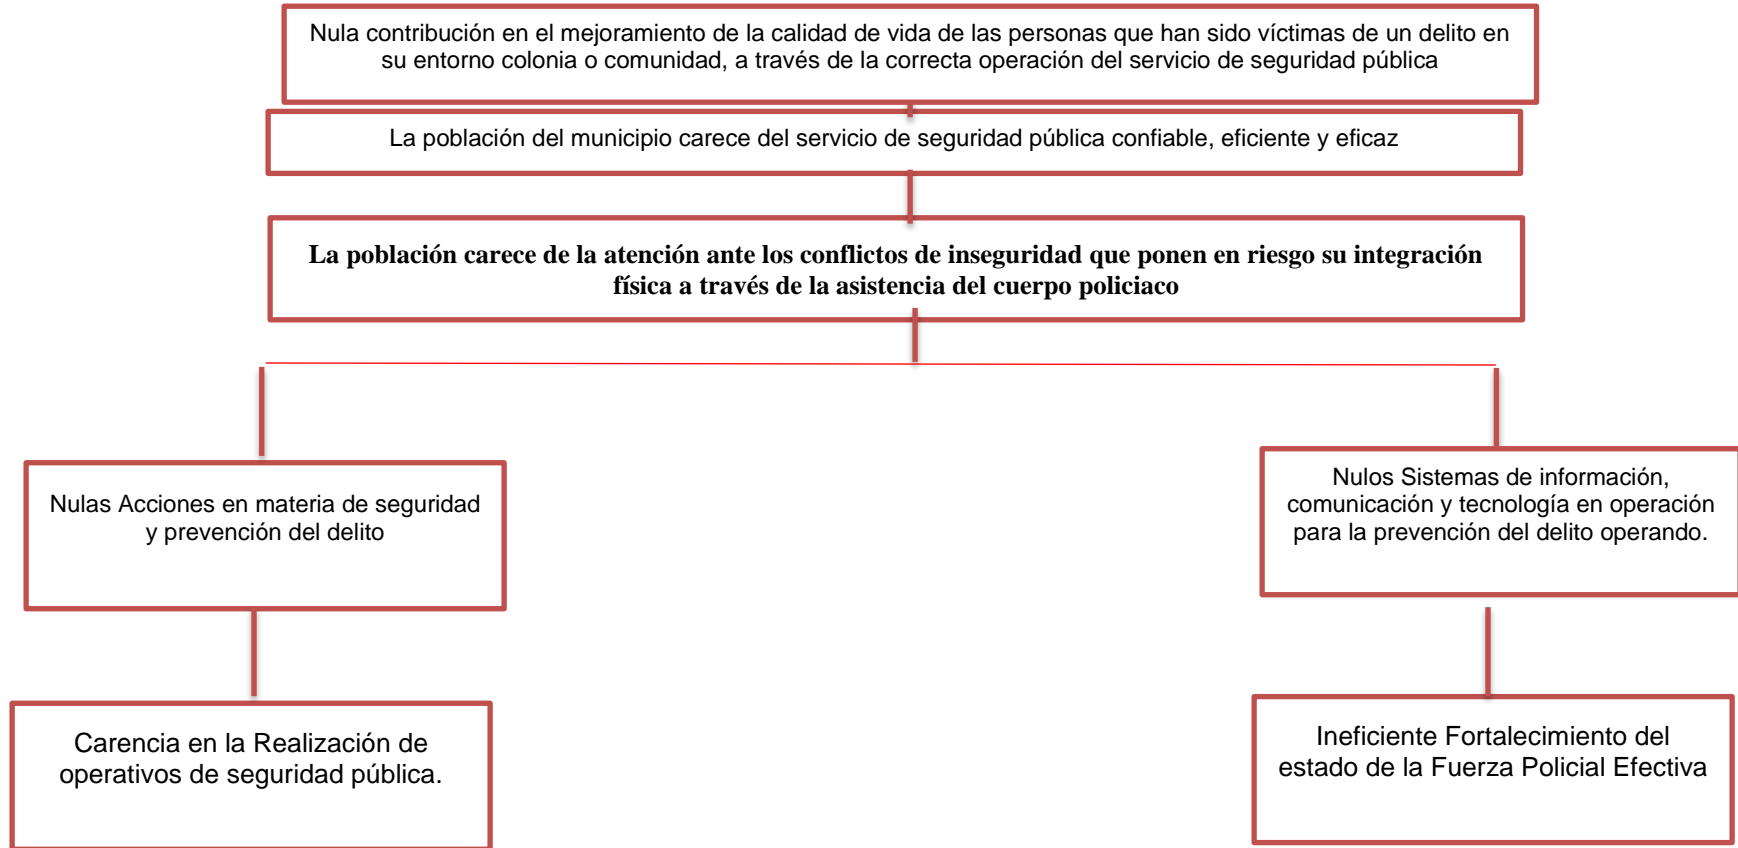 Nula contribución en el mejoramiento de la calidad de vida de las personas que han sido víctimas de un delito en
su entorno colonia o comunidad, a través de la correcta operación del servicio de seguridad pública
La población del municipio carece del servicio de seguridad pública confiable, eficiente y eficaz
La población carece de la atención ante los conflictos de inseguridad que ponen en riesgo su integración
física a través de la asistencia del cuerpo policiaco
Nulas Acciones en materia de seguridad
y prevención del delito
Nulos Sistemas de información,
comunicación y tecnología en operación
para la prevención del delito operando.
Carencia en la Realización de
operativos de seguridad pública.
Ineficiente Fortalecimiento del
estado de la Fuerza Policial Efectiva